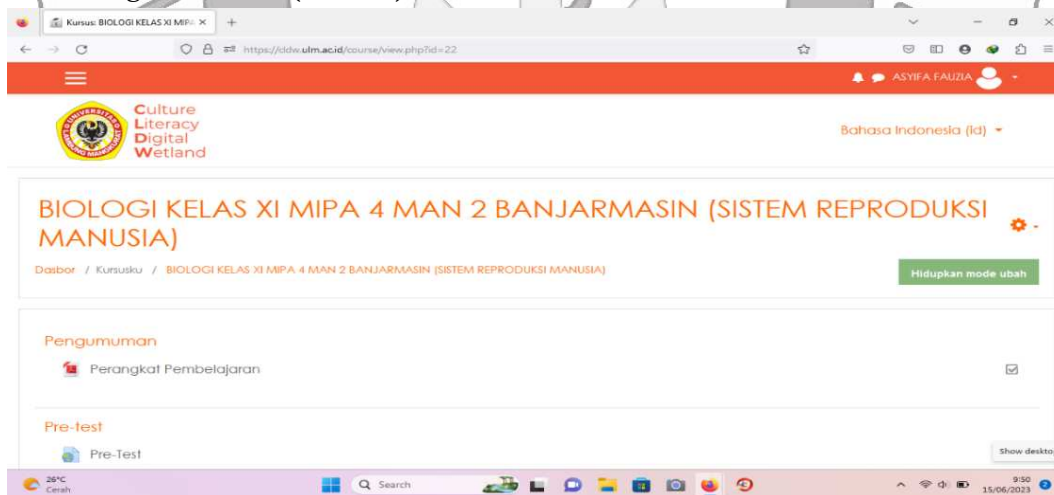 Kursus: BIOLOGI KELAS XI MIPA
https://cldw.ulm.ac.id/course/view.php?id=22
ASYIFA FAUZIA
Culture
Literacy
Digital
Wetland
Bahasa Indonesia (id)
BIOLOGI KELAS XI MIPA 4 MAN 2 BANJARMASIN (SISTEM REPRODUKSI
MANUSIA)
Dasbor / Kursusku / BIOLOGI KELAS XI MIPA 4 MAN 2 BANJARMASIN (SISTEM REPRODUKSI MANUSIA)
Hidupkan mode ubah
Pengumuman
Perangkat Pembelajaran
Pre-test
Pre-Test
Show deskto
26°C
Cerah
Search
9:50
15/06/2023
2